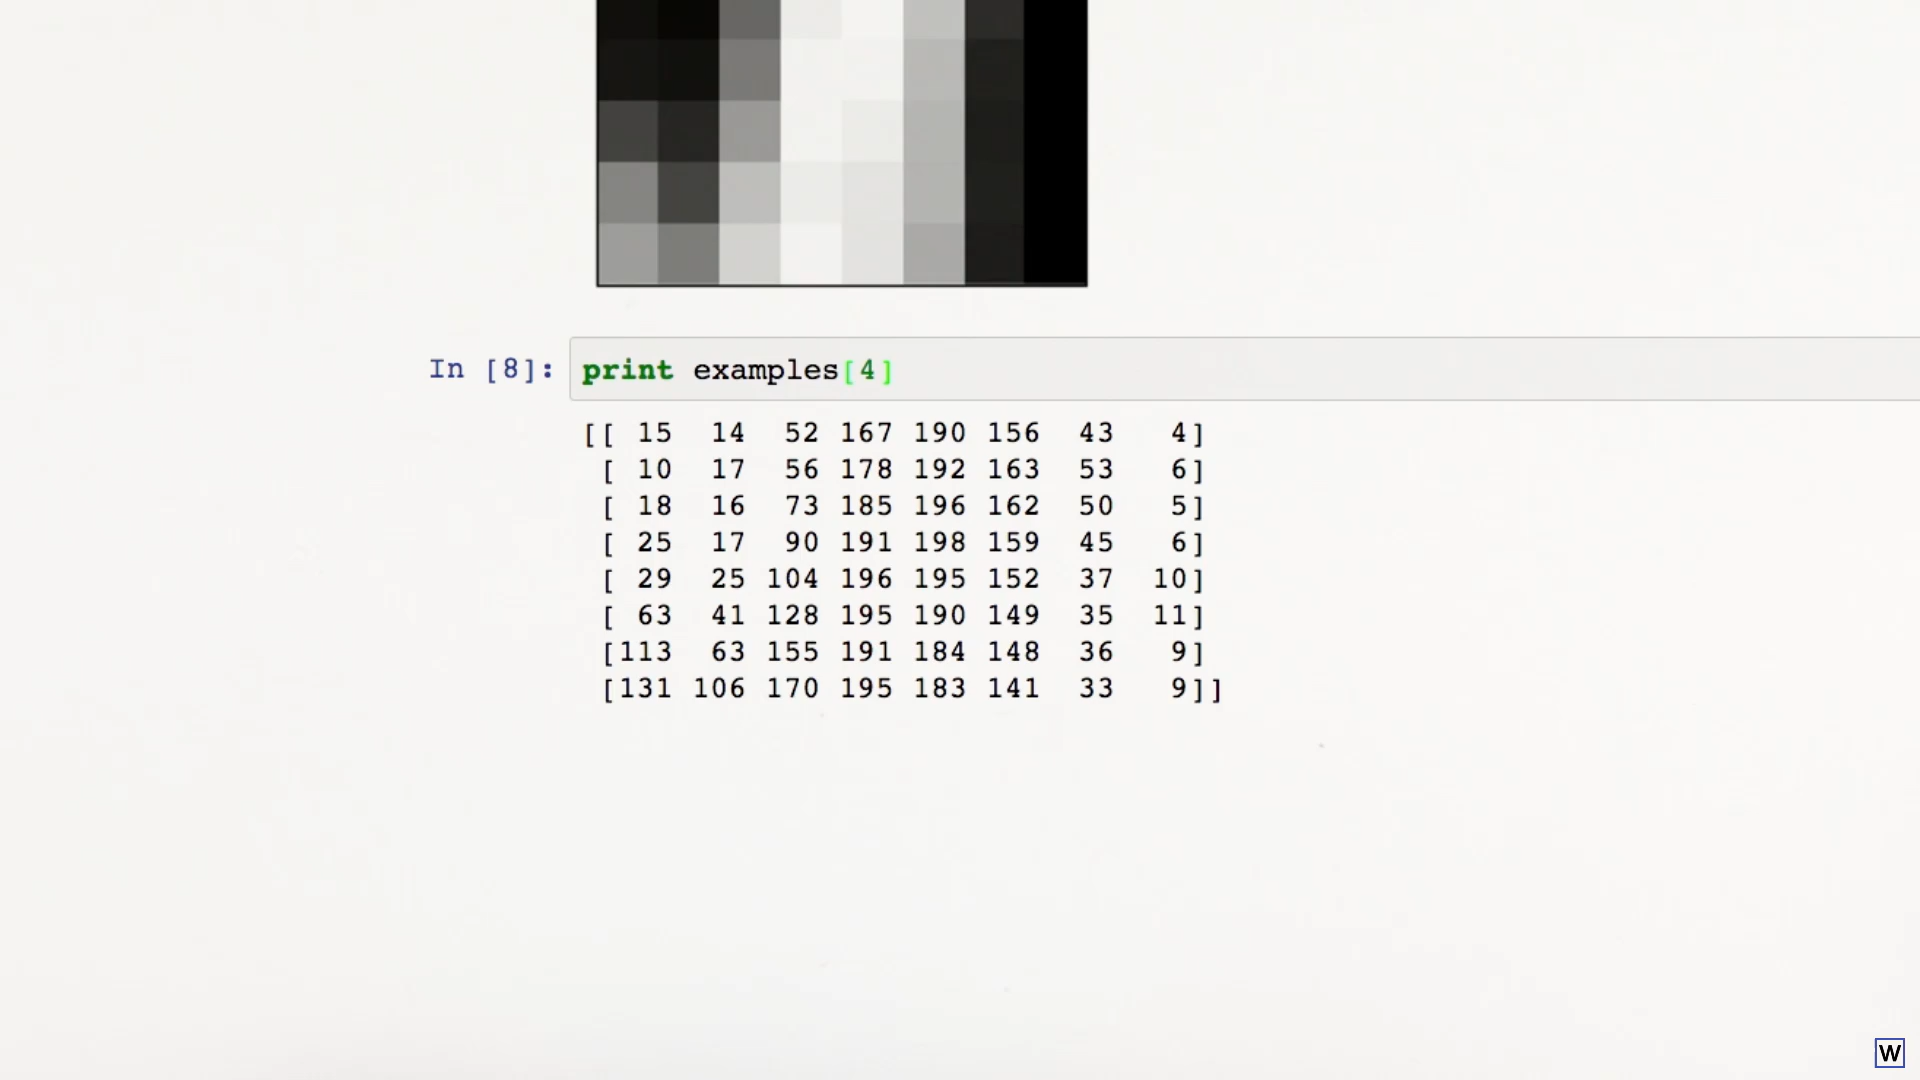 In [8]: print examples[4]
[[ 15 14 52 167 190 156 43 4]
[ 10 17 56 178 192 163 53 6]
[ 18 16 73 185 196 162 50 5]
[ 25 17 90 191 198 159 45 6]
[ 29 25 104 196 195 152 37 10]
[ 63 41 128 195 190 149 35 11]
[113 63 155 191 184 148 36 9]
[131 106 170 195 183 141 33 9]]
W